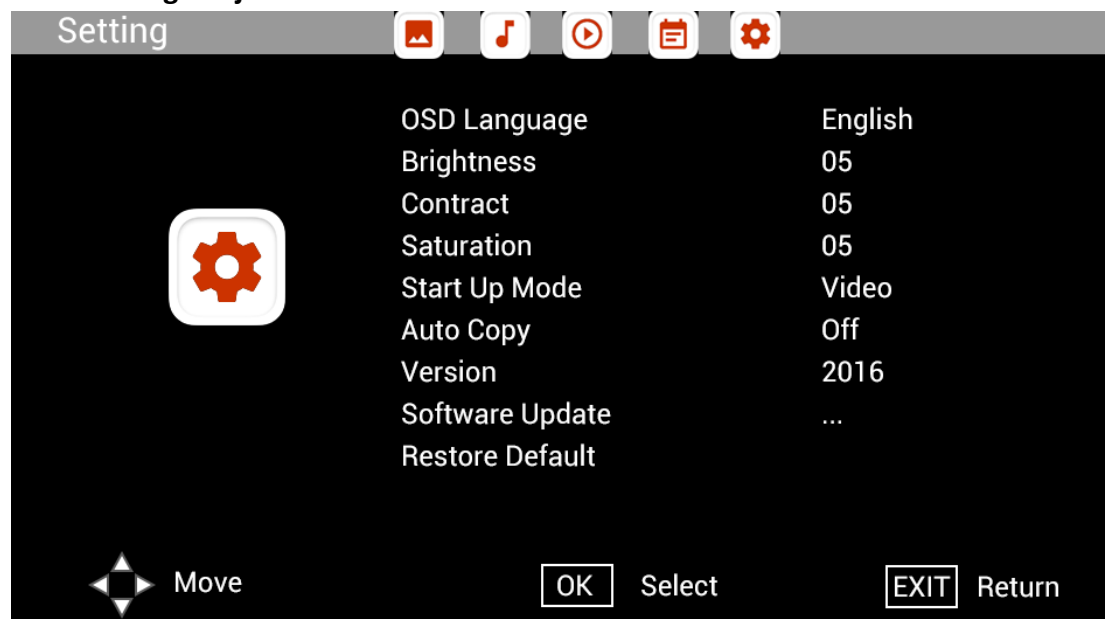 Setting
OSD Language English
Brightness 05
Contract 05
Saturation 05
Start Up Mode Video
Auto Copy Off
Version 2016
Software Update ...
Restore Default
Move OK Select EXIT Return